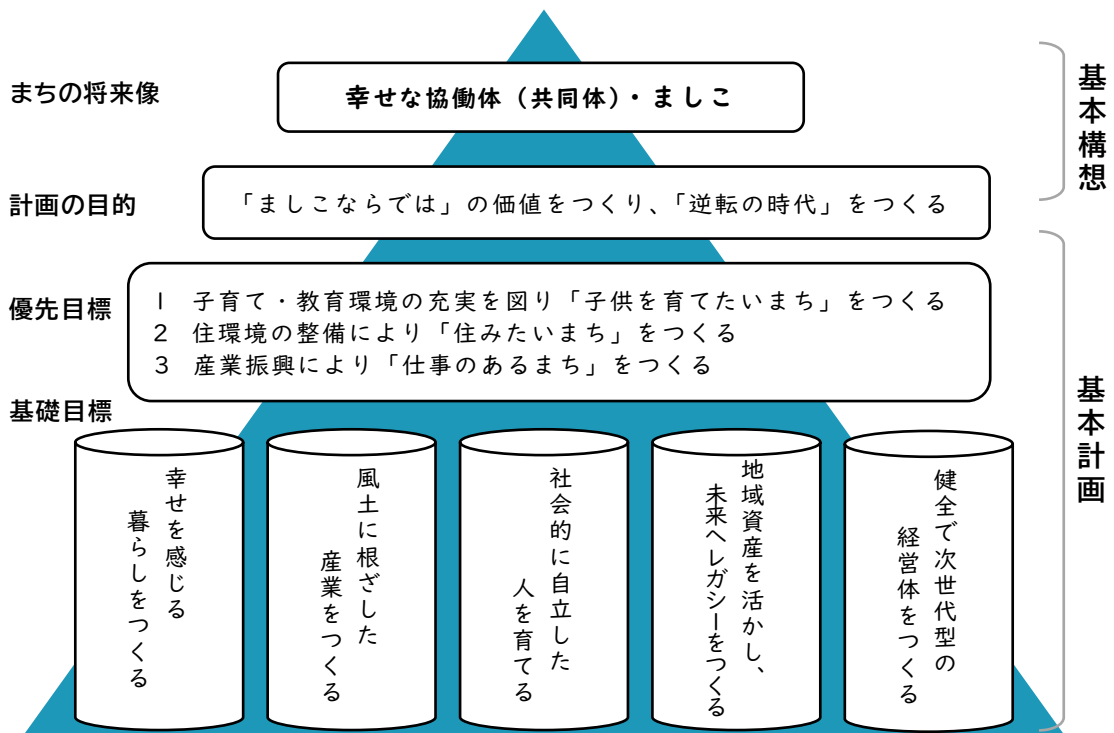 まちの将来像
幸せな協働体（共同体）・ましこ
計画の目的
「ましこならでは」の価値をつくり、「逆転の時代」をつくる
基本構想
優先目標
1 子育て・教育環境の充実を図り「子供を育てたいまち」をつくる
2 住環境の整備により「住みたいまち」をつくる
3 産業振興により「仕事のあるまち」をつくる
基礎目標
幸せを感じる
暮らしをつくる
風土に根ざした
産業をつくる
社会的に自立した
人を育てる
地域資産を活かし、
未来へレガシーをつくる
健全で次世代型の
経営体をつくる
基本計画